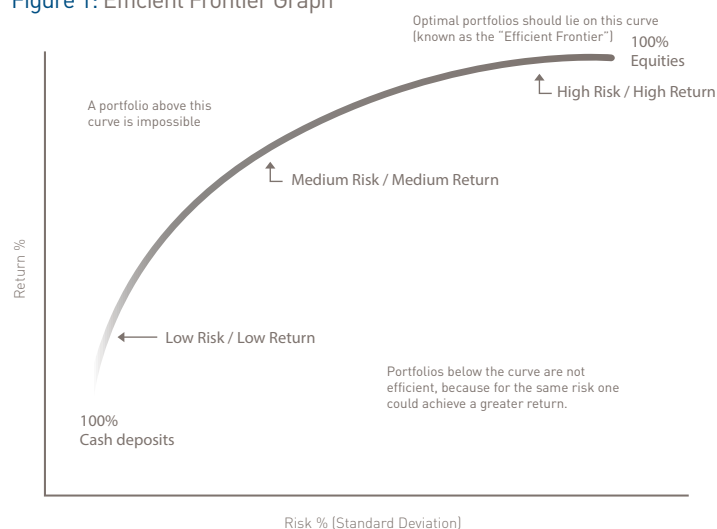 Figure 1: Efficient Frontier Graph
Optimal portfolios should lie on this curve
(known as the “Efficient Frontier”)
100%
Equities
High Risk / High Return
A portfolio above this
curve is impossible
Medium Risk / Medium Return
Return %
Low Risk / Low Return
Portfolios below the curve are not
efficient, because for the same risk one
could achieve a greater return.
100%
Cash deposits
Risk % (Standard Deviation)